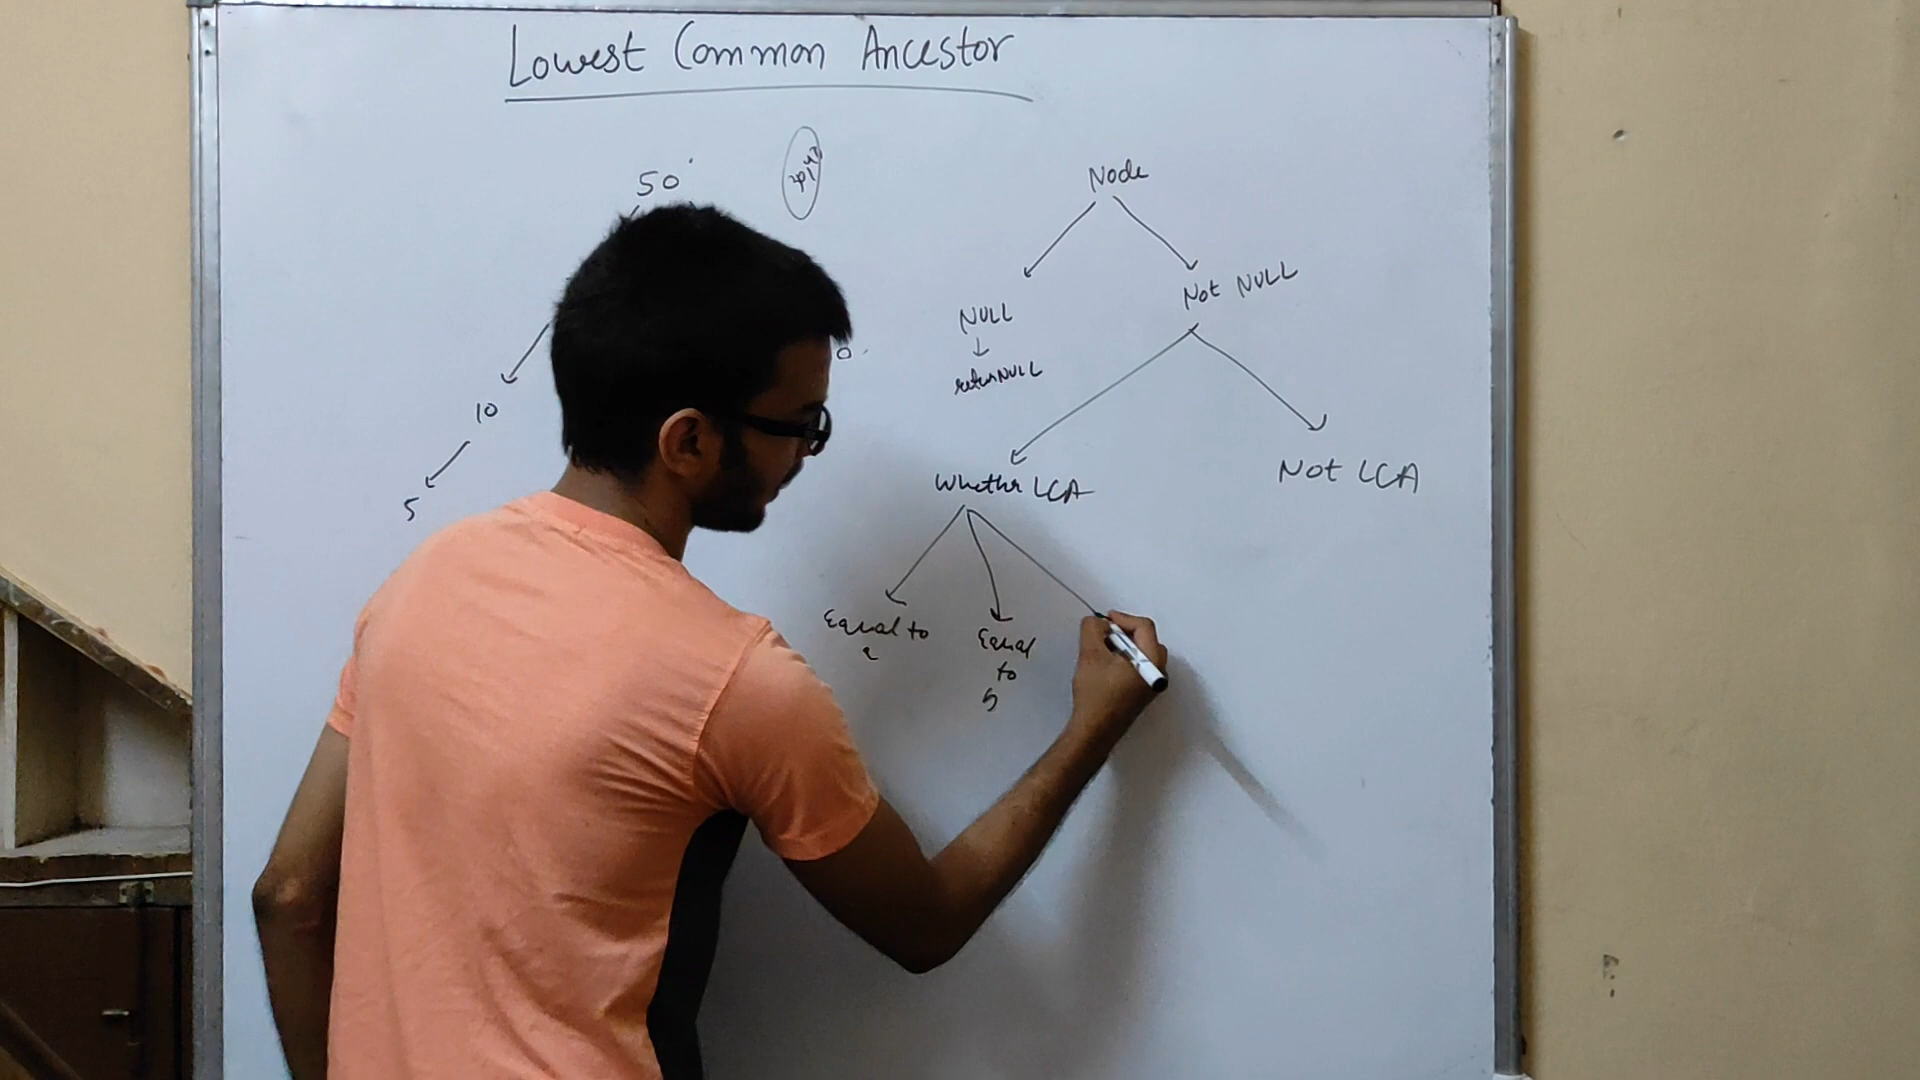 Lowest Common Ancestor
50
10
5
Node
NULL
return NULL
Not NULL
Whether LCA
Not LCA
Equal to
a
Equal
to
b